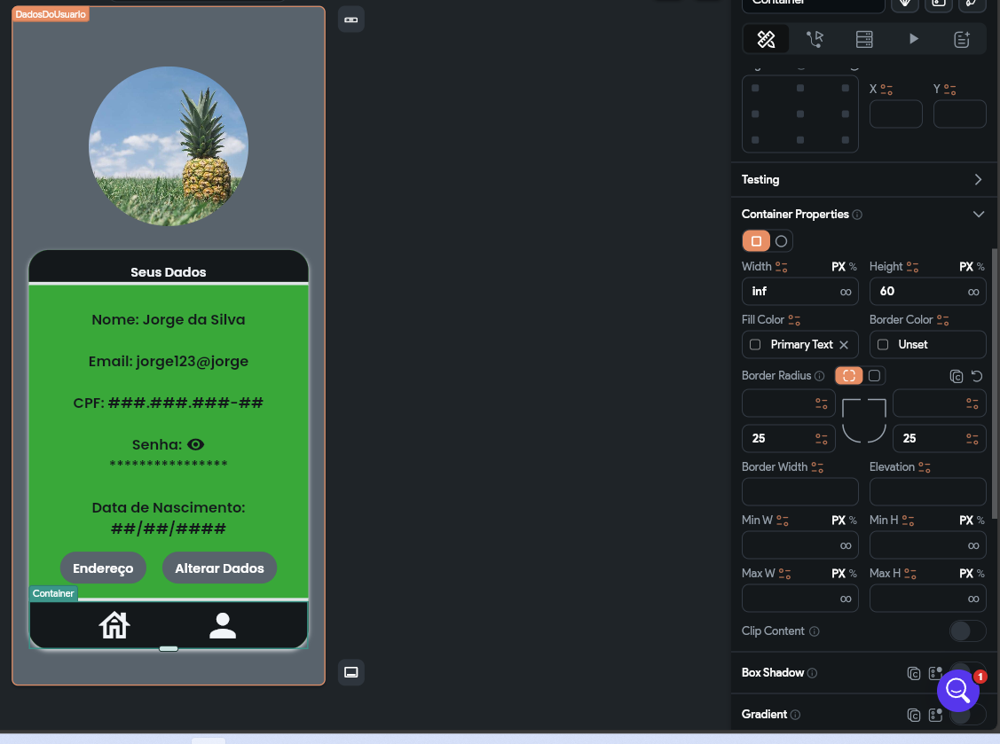 DadosDoUsuario
Seus Dados
Nome: Jorge da Silva
Email: jorge123@jorge
CPF: ###.###.###-##
Senha:
****************
Data de Nascimento:
##/##/####
Endereço
Alterar Dados
Container
Container
X
Y
Testing
Container Properties
Width PX %
Height PX %
inf ∞
60 ∞
Fill Color
Border Color
Primary Text
Unset
Border Radius
25
25
Border Width
Elevation
Min W PX %
Min H PX %
∞
∞
Max W PX %
Max H PX %
∞
∞
Clip Content
Box Shadow
1
Gradient